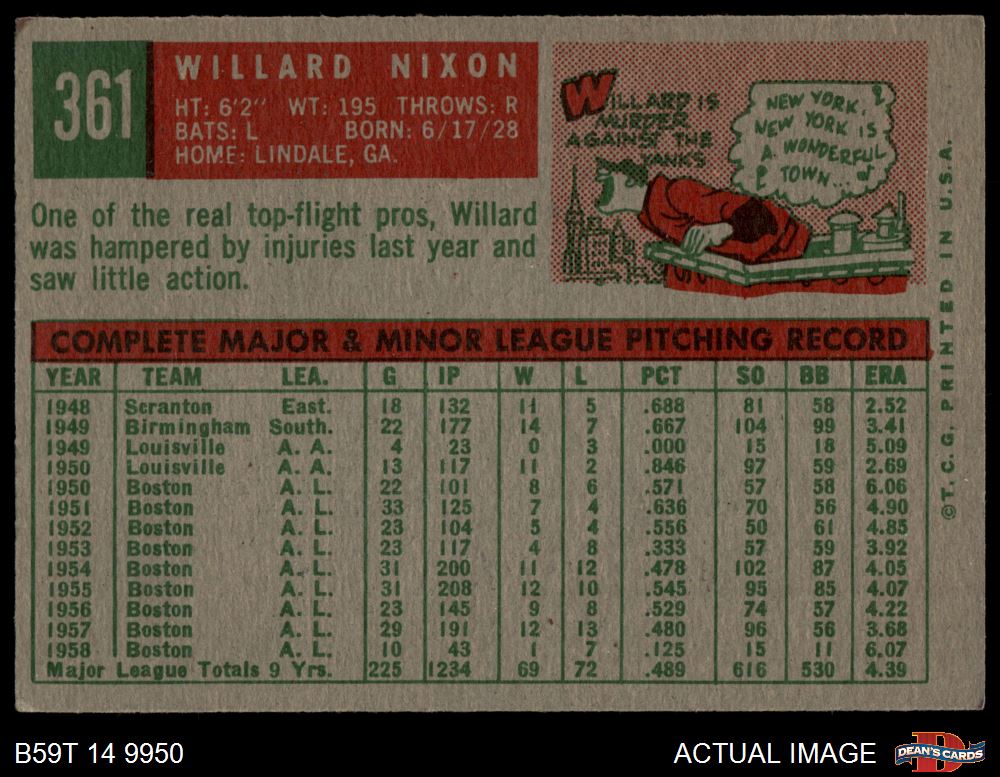 361
WILLARD NIXON
HT: 6'2" WT: 195 THROWS: R
BATS: L BORN: 6/17/28
HOME: LINDALE, GA.
One of the real top-flight pros, Willard
was hampered by injuries last year and
saw little action.
WILLARD IS
MURDER
AGAINST THE
YANKS
NEW YORK,
NEW YORK IS
A WONDERFUL
TOWN...
COMPLETE MAJOR & MINOR LEAGUE PITCHING RECORD
YEAR TEAM LEA. G IP W L PCT SO BB ERA
1948 Scranton East. 18 132 11 5 .688 81 58 2.52
1949 Birmingham South. 22 177 14 7 .667 104 99 3.41
1949 Louisville A. A. 4 23 0 3 .000 15 18 5.09
1950 Louisville A. A. 13 117 11 2 .846 97 59 2.69
1950 Boston A. L. 22 101 8 6 .571 57 58 6.06
1951 Boston A. L. 33 125 7 4 .636 70 56 4.90
1952 Boston A. L. 23 104 5 4 .556 50 61 4.85
1953 Boston A. L. 23 117 4 8 .333 57 59 3.92
1954 Boston A. L. 31 200 11 12 .478 102 87 4.05
1955 Boston A. L. 31 208 12 10 .545 95 85 4.07
1956 Boston A. L. 23 145 9 8 .529 74 57 4.22
1957 Boston A. L. 29 191 12 13 .480 96 56 3.68
1958 Boston A. L. 10 43 1 7 .125 15 11 6.07
Major League Totals 9 Yrs. 225 1234 69 72 .489 616 530 4.39
©T.C.G. PRINTED IN U.S.A.
B59T 14 9950
ACTUAL IMAGE
DEAN'S CARDS